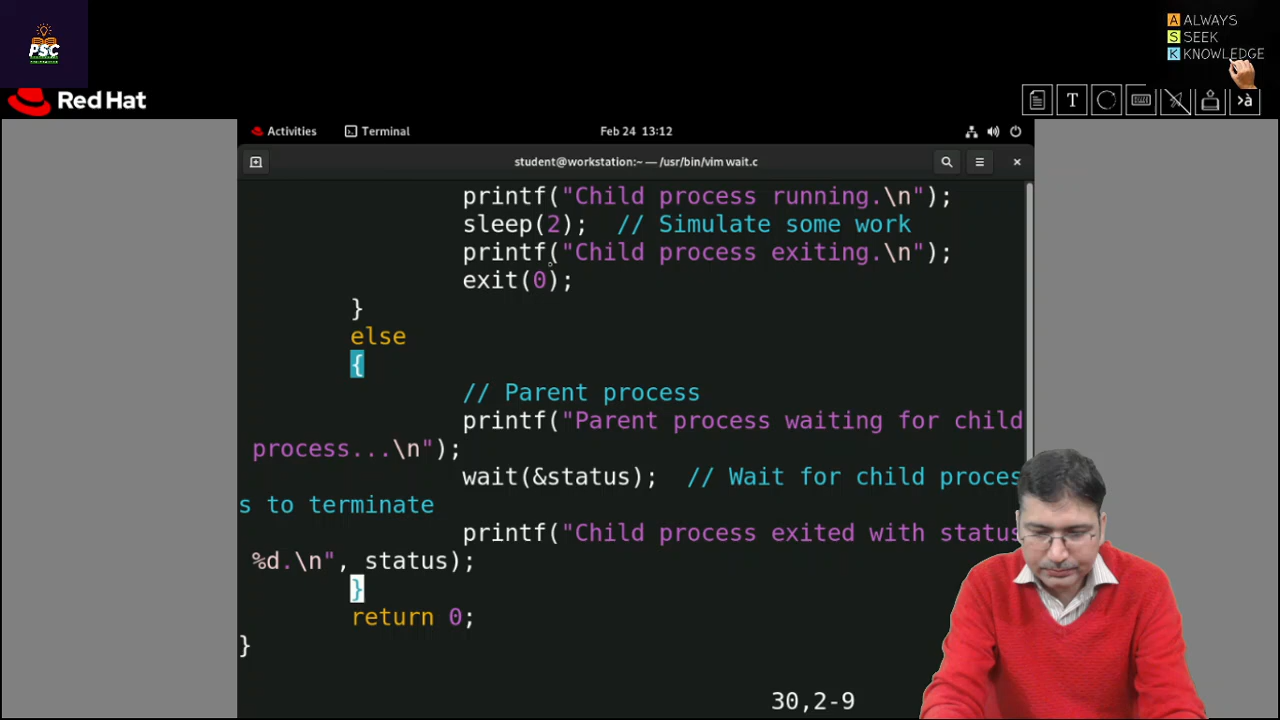 PSC
A ALWAYS
S SEEK
K KNOWLEDGE
Red Hat
T
>à
Activities Terminal Feb 24 13:12
student@workstation:~ — /usr/bin/vim wait.c
printf("Child process running.\n");
sleep(2);  // Simulate some work
printf("Child process exiting.\n");
exit(0);
}
else
{
// Parent process
printf("Parent process waiting for child
process...\n");
wait(&status);  // Wait for child proces
s to terminate
printf("Child process exited with status
%d.\n", status);
}
return 0;
}
30,2-9